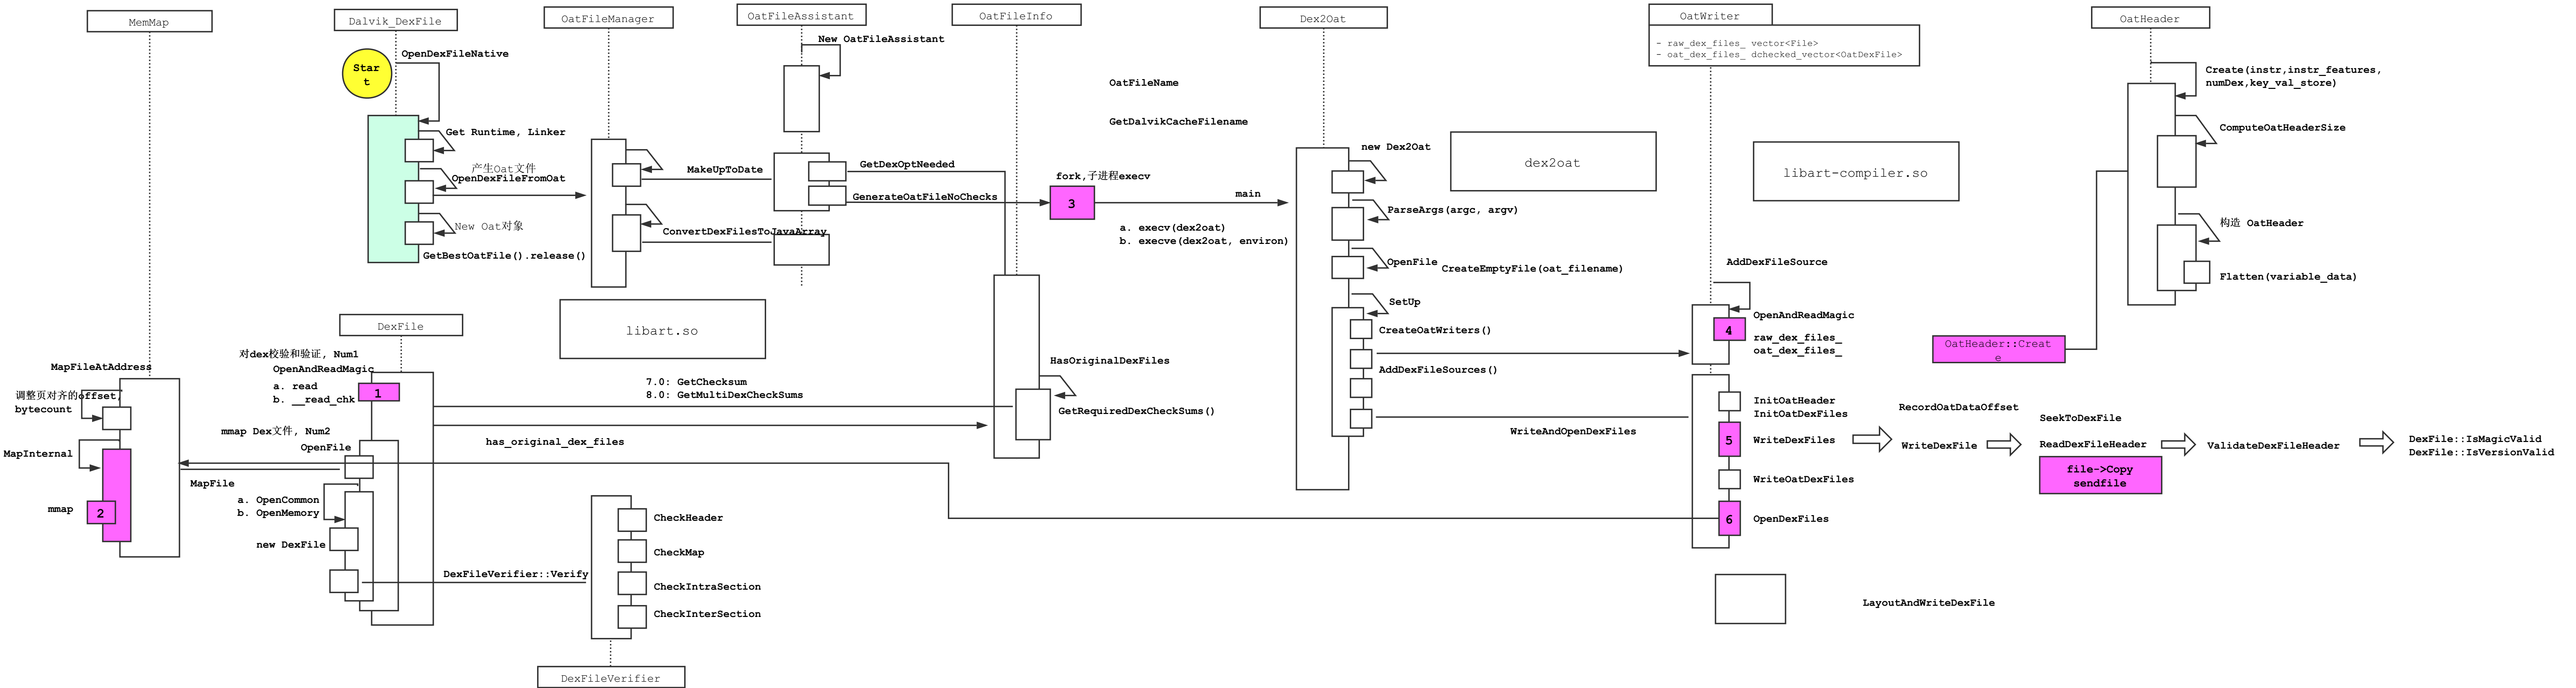 MemMap
Dalvik_DexFile
OatFileManager
OatFileAssistant
OatFileInfo
Dex2Oat
OatWriter
OatHeader
- raw_dex_files_ vector<File>
- oat_dex_files_ dchecked_vector<OatDexFile>
Star
t
OpenDexFileNative
Get Runtime, Linker
产生Oat文件
OpenDexFileFromOat
New Oat对象
GetBestOatFile().release()
MakeUpToDate
ConvertDexFilesToJavaArray
New OatFileAssistant
GetDexOptNeeded
GenerateOatFileNoChecks
OatFileName
GetDalvikCacheFilename
fork,子进程execv
3
main
a. execv(dex2oat)
b. execve(dex2oat, environ)
new Dex2Oat
ParseArgs(argc, argv)
OpenFile
CreateEmptyFile(oat_filename)
SetUp
CreateOatWriters()
AddDexFileSources()
WriteAndOpenDexFiles
dex2oat
libart-compiler.so
libart.so
AddDexFileSource
OpenAndReadMagic
4
raw_dex_files_
oat_dex_files_
Create(instr,instr_features,
numDex,key_val_store)
ComputeOatHeaderSize
构造 OatHeader
Flatten(variable_data)
OatHeader::Creat
e
InitOatHeader
InitOatDexFiles
5
WriteDexFiles
WriteOatDexFiles
6
OpenDexFiles
RecordOatDataOffset
WriteDexFile
SeekToDexFile
ReadDexFileHeader
file->Copy
sendfile
ValidateDexFileHeader
DexFile::IsMagicValid
DexFile::IsVersionValid
LayoutAndWriteDexFile
DexFile
对dex校验和验证, Num1
OpenAndReadMagic
a. read
b. __read_chk
1
7.0: GetChecksum
8.0: GetMultiDexCheckSums
HasOriginalDexFiles
GetRequiredDexCheckSums()
has_original_dex_files
mmap Dex文件, Num2
OpenFile
MapFile
a. OpenCommon
b. OpenMemory
new DexFile
DexFileVerifier::Verify
MapFileAtAddress
调整页对齐的offset,
bytecount
MapInternal
mmap
2
CheckHeader
CheckMap
CheckIntraSection
CheckInterSection
DexFileVerifier